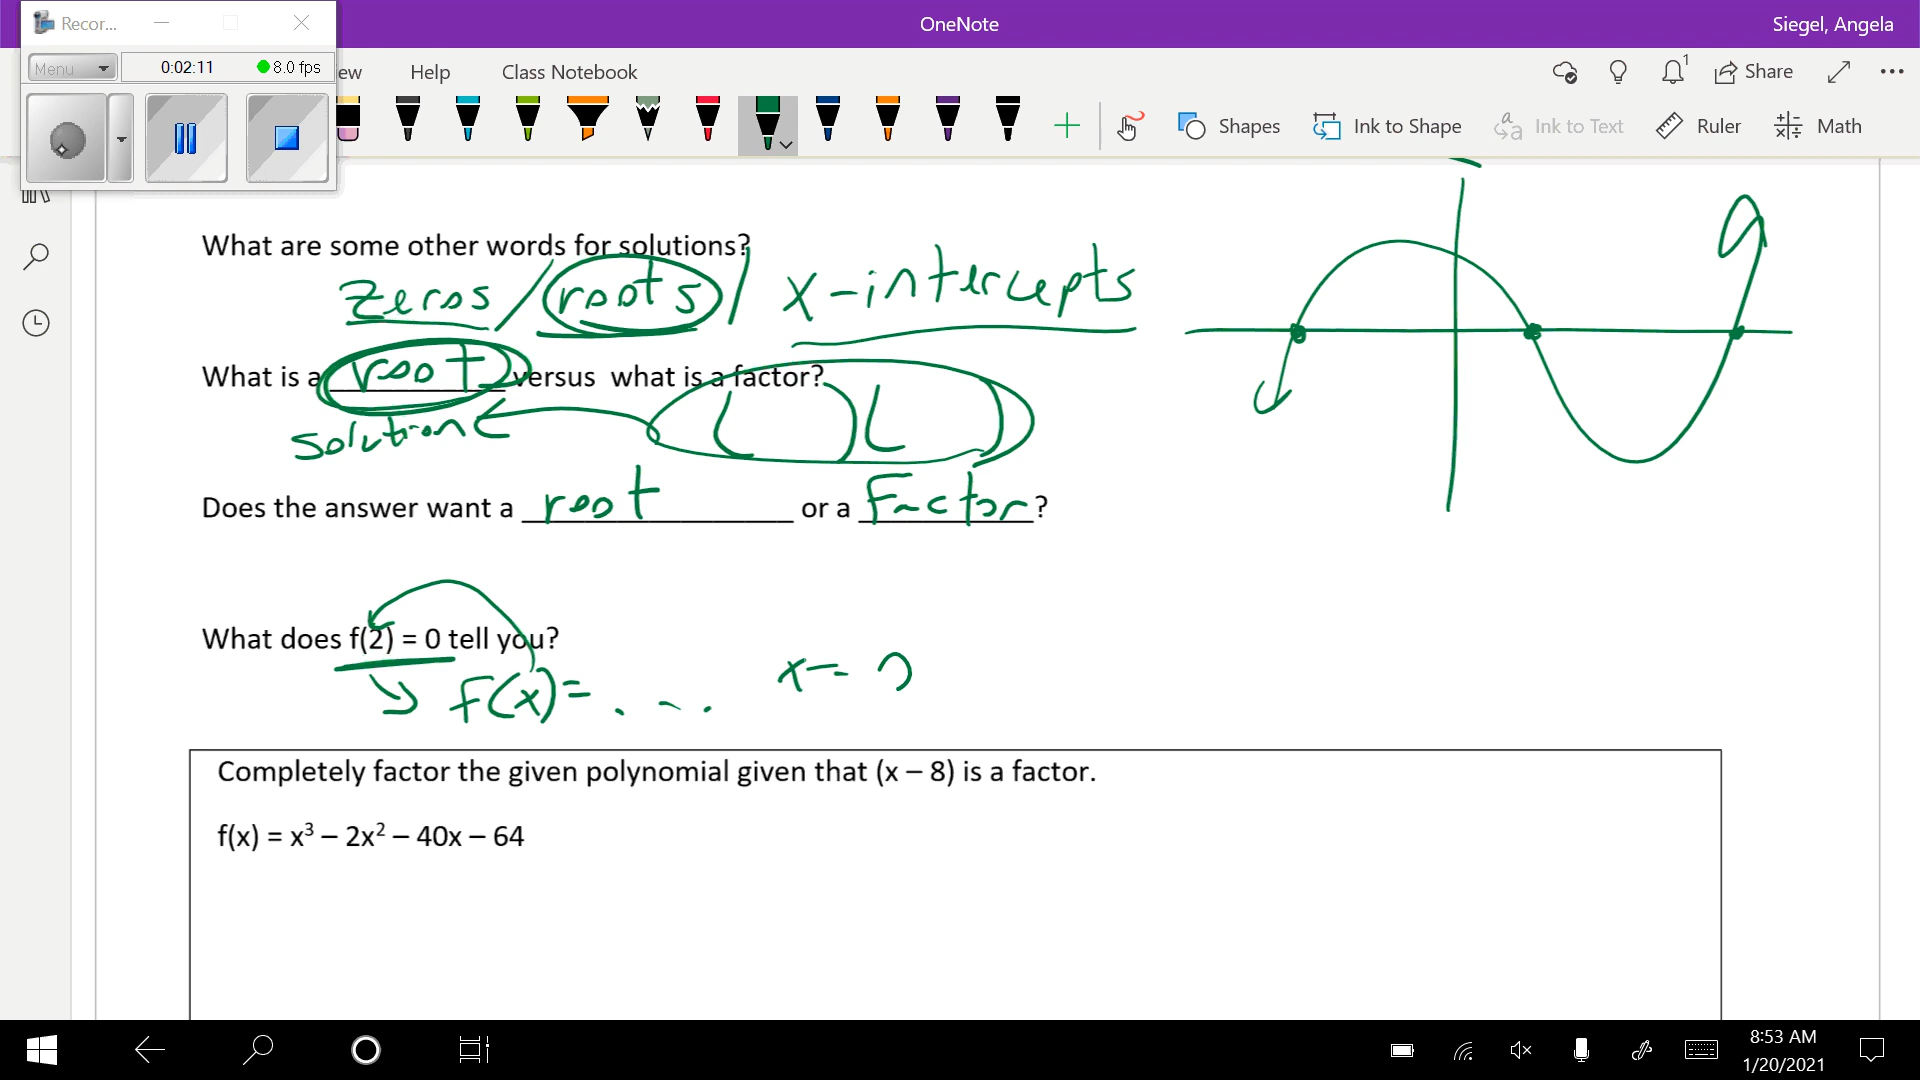 Recor...
OneNote
Siegel, Angela
Menu
0:02:11
8.0 fps
ew
Help
Class Notebook
1
Share
Shapes
Ink to Shape
Ink to Text
Ruler
Math
What are some other words for solutions?
Zeros / roots / x-intercepts
What is a root versus what is a factor?
solution ( ) ( )
Does the answer want a root or a Factor?
What does f(2) = 0 tell you?
f(x) = . - . x =
Completely factor the given polynomial given that (x – 8) is a factor.
f(x) = x³ – 2x² – 40x – 64
8:53 AM
1/20/2021